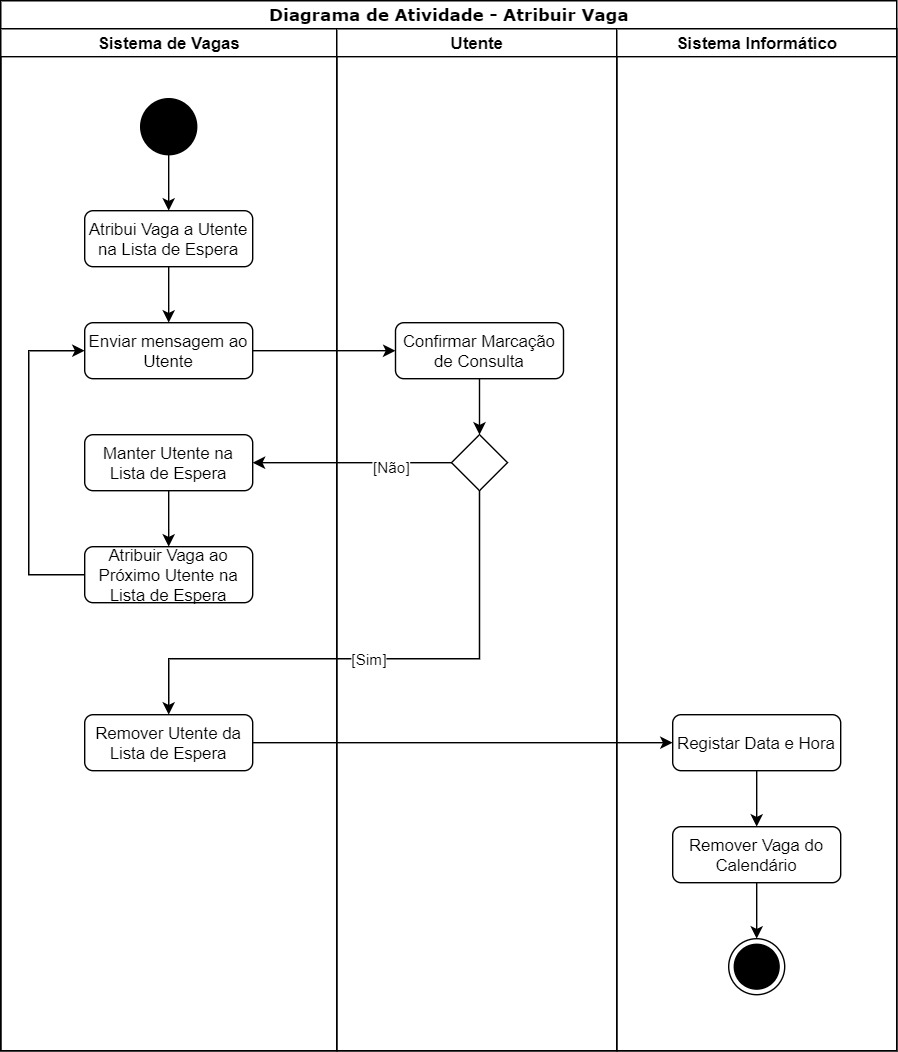 Diagrama de Atividade - Atribuir Vaga
Sistema de Vagas
Utente
Sistema Informático
Atribui Vaga a Utente
na Lista de Espera
Enviar mensagem ao
Utente
Confirmar Marcação
de Consulta
Manter Utente na
Lista de Espera
[Não]
Atribuir Vaga ao
Próximo Utente na
Lista de Espera
[Sim]
Remover Utente da
Lista de Espera
Registar Data e Hora
Remover Vaga do
Calendário